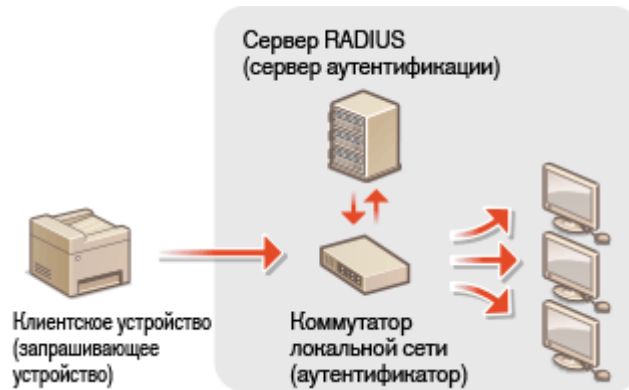 Сервер RADIUS
(сервер аутентификации)
Клиентское устройство
(запрашивающее
устройство)
Коммутатор
локальной сети
(аутентификатор)